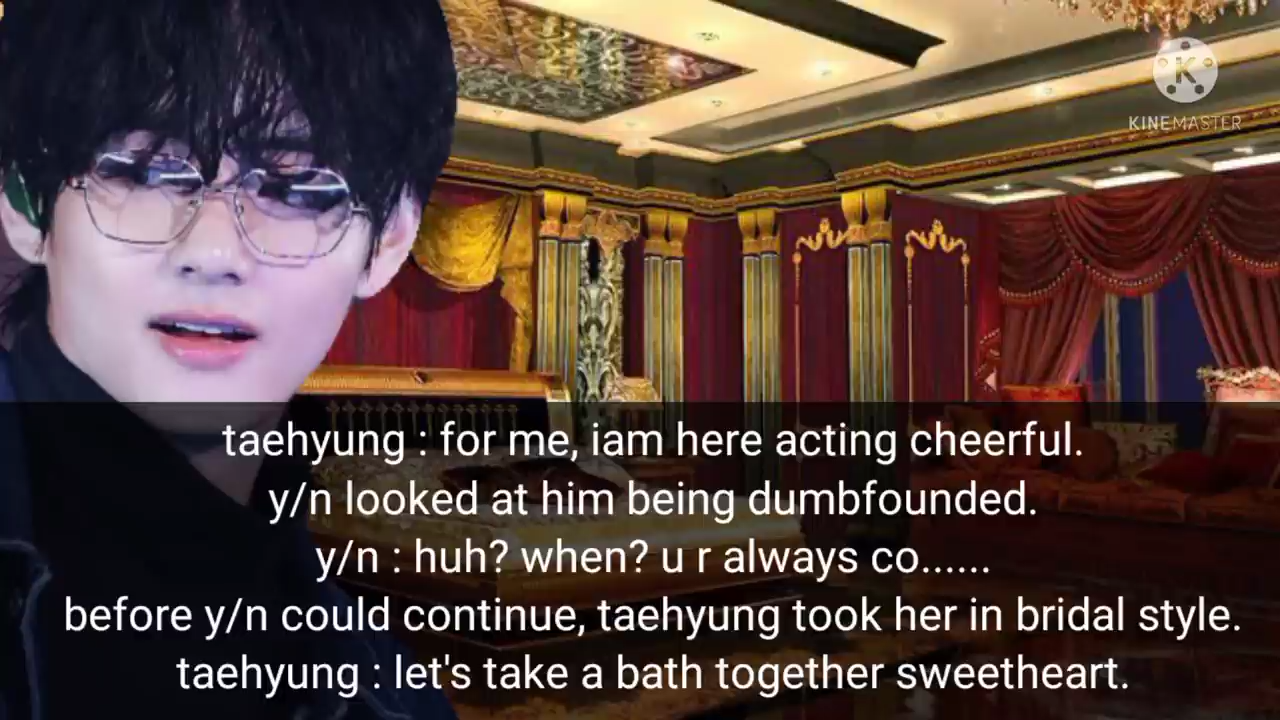 KINEMASTER
taehyung : for me, iam here acting cheerful.
y/n looked at him being dumbfounded.
y/n : huh? when? u r always co......
before y/n could continue, taehyung took her in bridal style.
taehyung : let's take a bath together sweetheart.